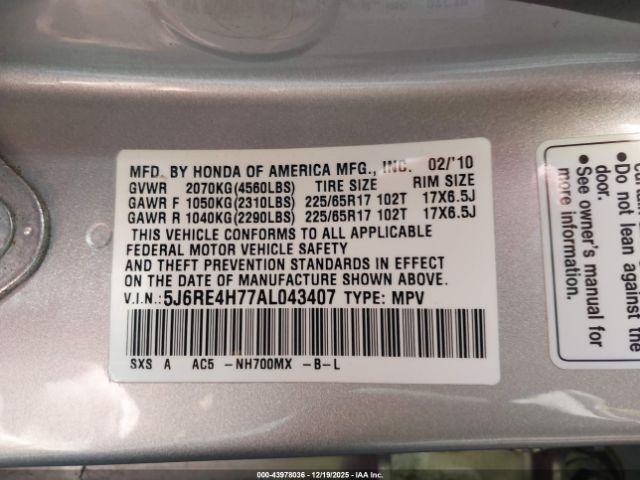 MFD. BY HONDA OF AMERICA MFG., INC. 02/'10
GVWR 2070KG(4560LBS) TIRE SIZE RIM SIZE
GAWR F 1050KG(2310LBS) 225/65R17 102T 17X6.5J
GAWR R 1040KG(2290LBS) 225/65R17 102T 17X6.5J
THIS VEHICLE CONFORMS TO ALL APPLICABLE
FEDERAL MOTOR VEHICLE SAFETY
AND THEFT PREVENTION STANDARDS IN EFFECT
ON THE DATE OF MANUFACTURE SHOWN ABOVE.
V.I.N.: 5J6RE4H77AL043407 TYPE: MPV
SXS A AC5 -NH700MX -B-L
• Do not lean against the
door.
• See owner's manual for
more information.
000-43978036 - 12/19/2025 - IAA Inc.